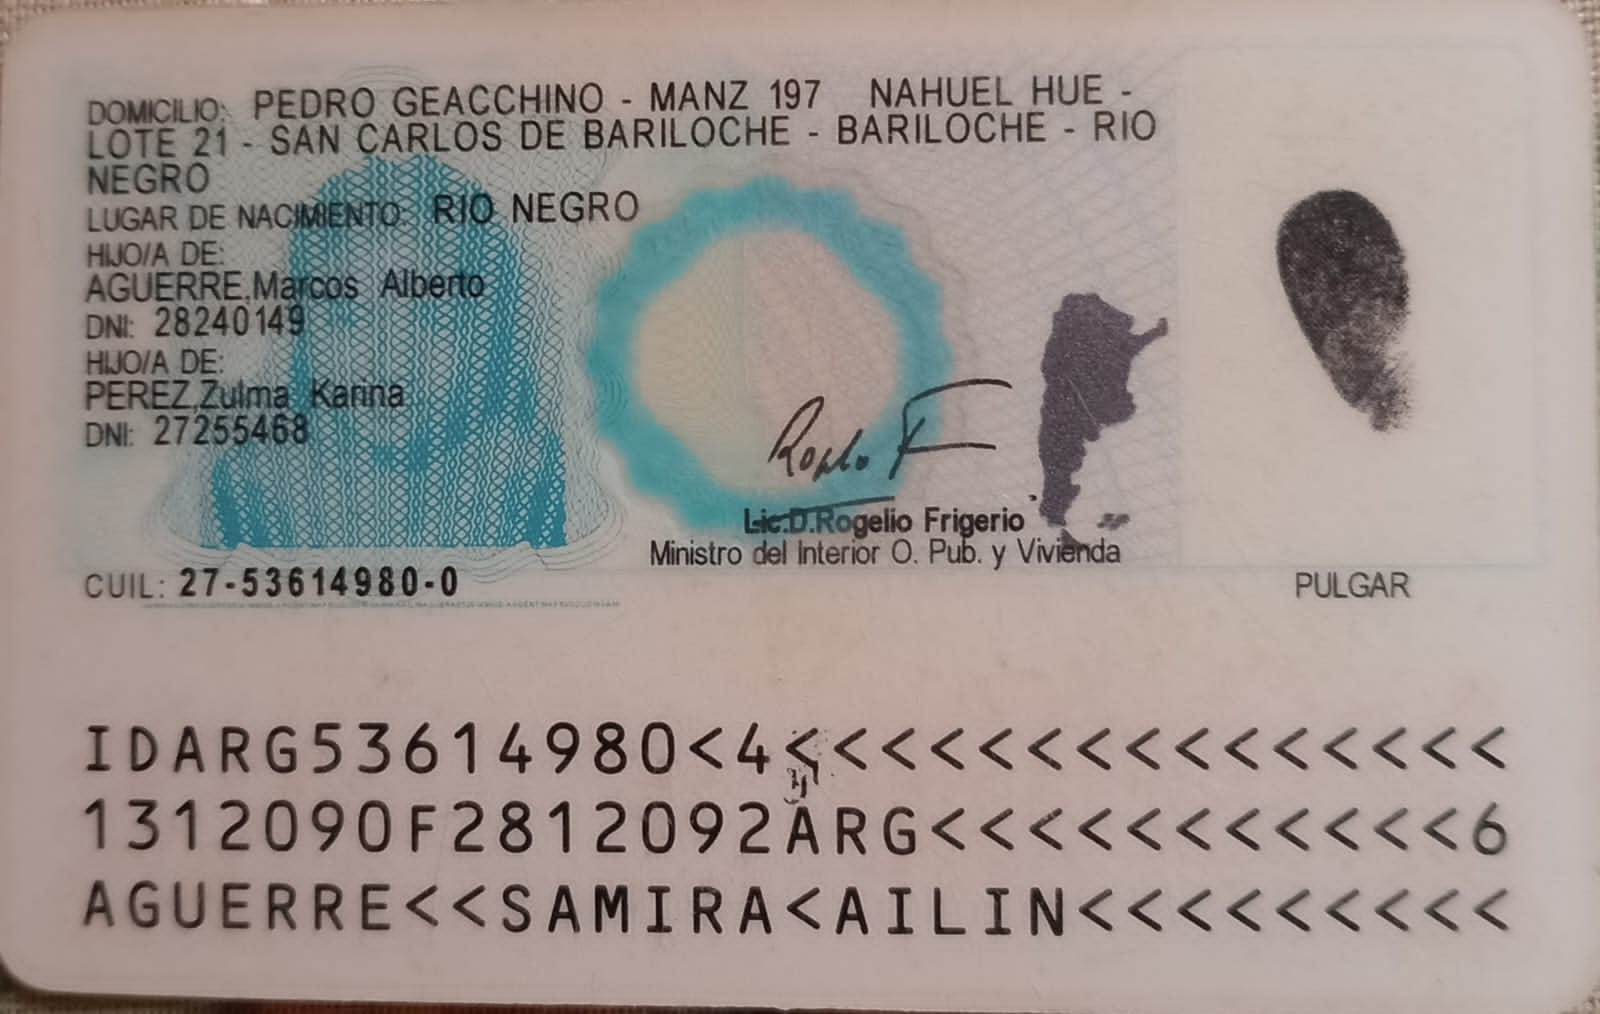 DOMICILIO: PEDRO GEACCHINO - MANZ 197 NAHUEL HUE -
LOTE 21 - SAN CARLOS DE BARILOCHE - BARILOCHE - RIO
NEGRO
LUGAR DE NACIMIENTO: RIO NEGRO
HIJO/A DE:
AGUERRE,Marcos Alberto
DNI: 28240149
HIJO/A DE:
PEREZ,Zulma Karina
DNI: 27255468
Lic.D.Rogelio Frigerio
Ministro del Interior O. Pub. y Vivienda
CUIL: 27-53614980-0
PULGAR
IDARG53614980<4<<<<<<<<<<<<<<<
1312090F2812092ARG<<<<<<<<<<<6
AGUERRE<<SAMIRA<AILIN<<<<<<<<<